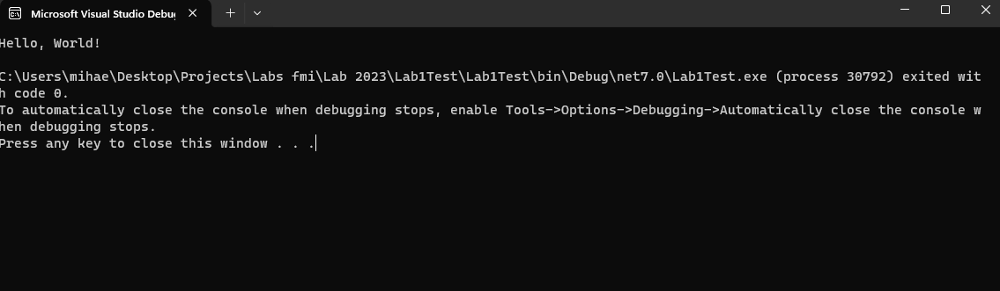 Microsoft Visual Studio Debug
Hello, World!
C:\Users\mihae\Desktop\Projects\Labs fmi\Lab 2023\Lab1Test\Lab1Test\bin\Debug\net7.0\Lab1Test.exe (process 30792) exited wit
h code 0.
To automatically close the console when debugging stops, enable Tools->Options->Debugging->Automatically close the console w
hen debugging stops.
Press any key to close this window . . .